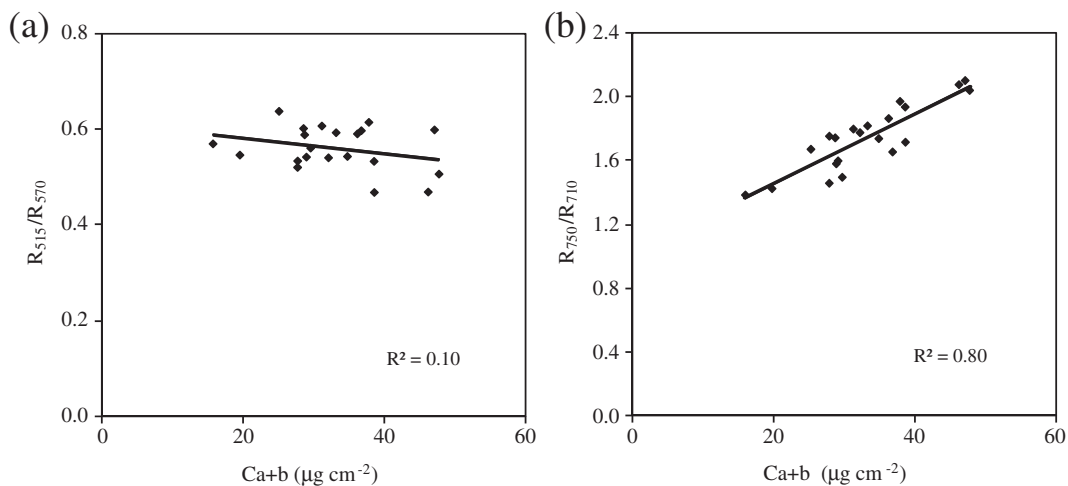 (a)
0.8
0.6
0.4
0.2
0.0
R₅₁₅/R₅₇₀
R² = 0.10
0 20 40 60
Ca+b (µg cm⁻²)
(b)
2.4
2.0
1.6
1.2
0.8
0.4
0.0
R₇₅₀/R₇₁₀
R² = 0.80
0 20 40 60
Ca+b (µg cm⁻²)